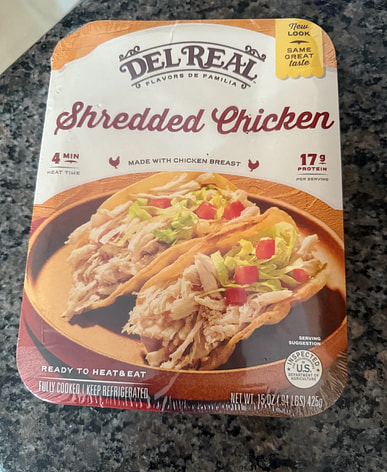 New
LOOK
SAME
GREAT
taste
DEL REAL
FLAVORS DE FAMILIA
Shredded Chicken
4 MIN
HEAT TIME
MADE WITH CHICKEN BREAST
17g
PROTEIN
PER SERVING
SERVING
SUGGESTION
INSPECTED
U.S.
DEPARTMENT OF
AGRICULTURE
READY TO HEAT & EAT
FULLY COOKED | KEEP REFRIGERATED
NET WT. 15 OZ (.94 LBS) 425g